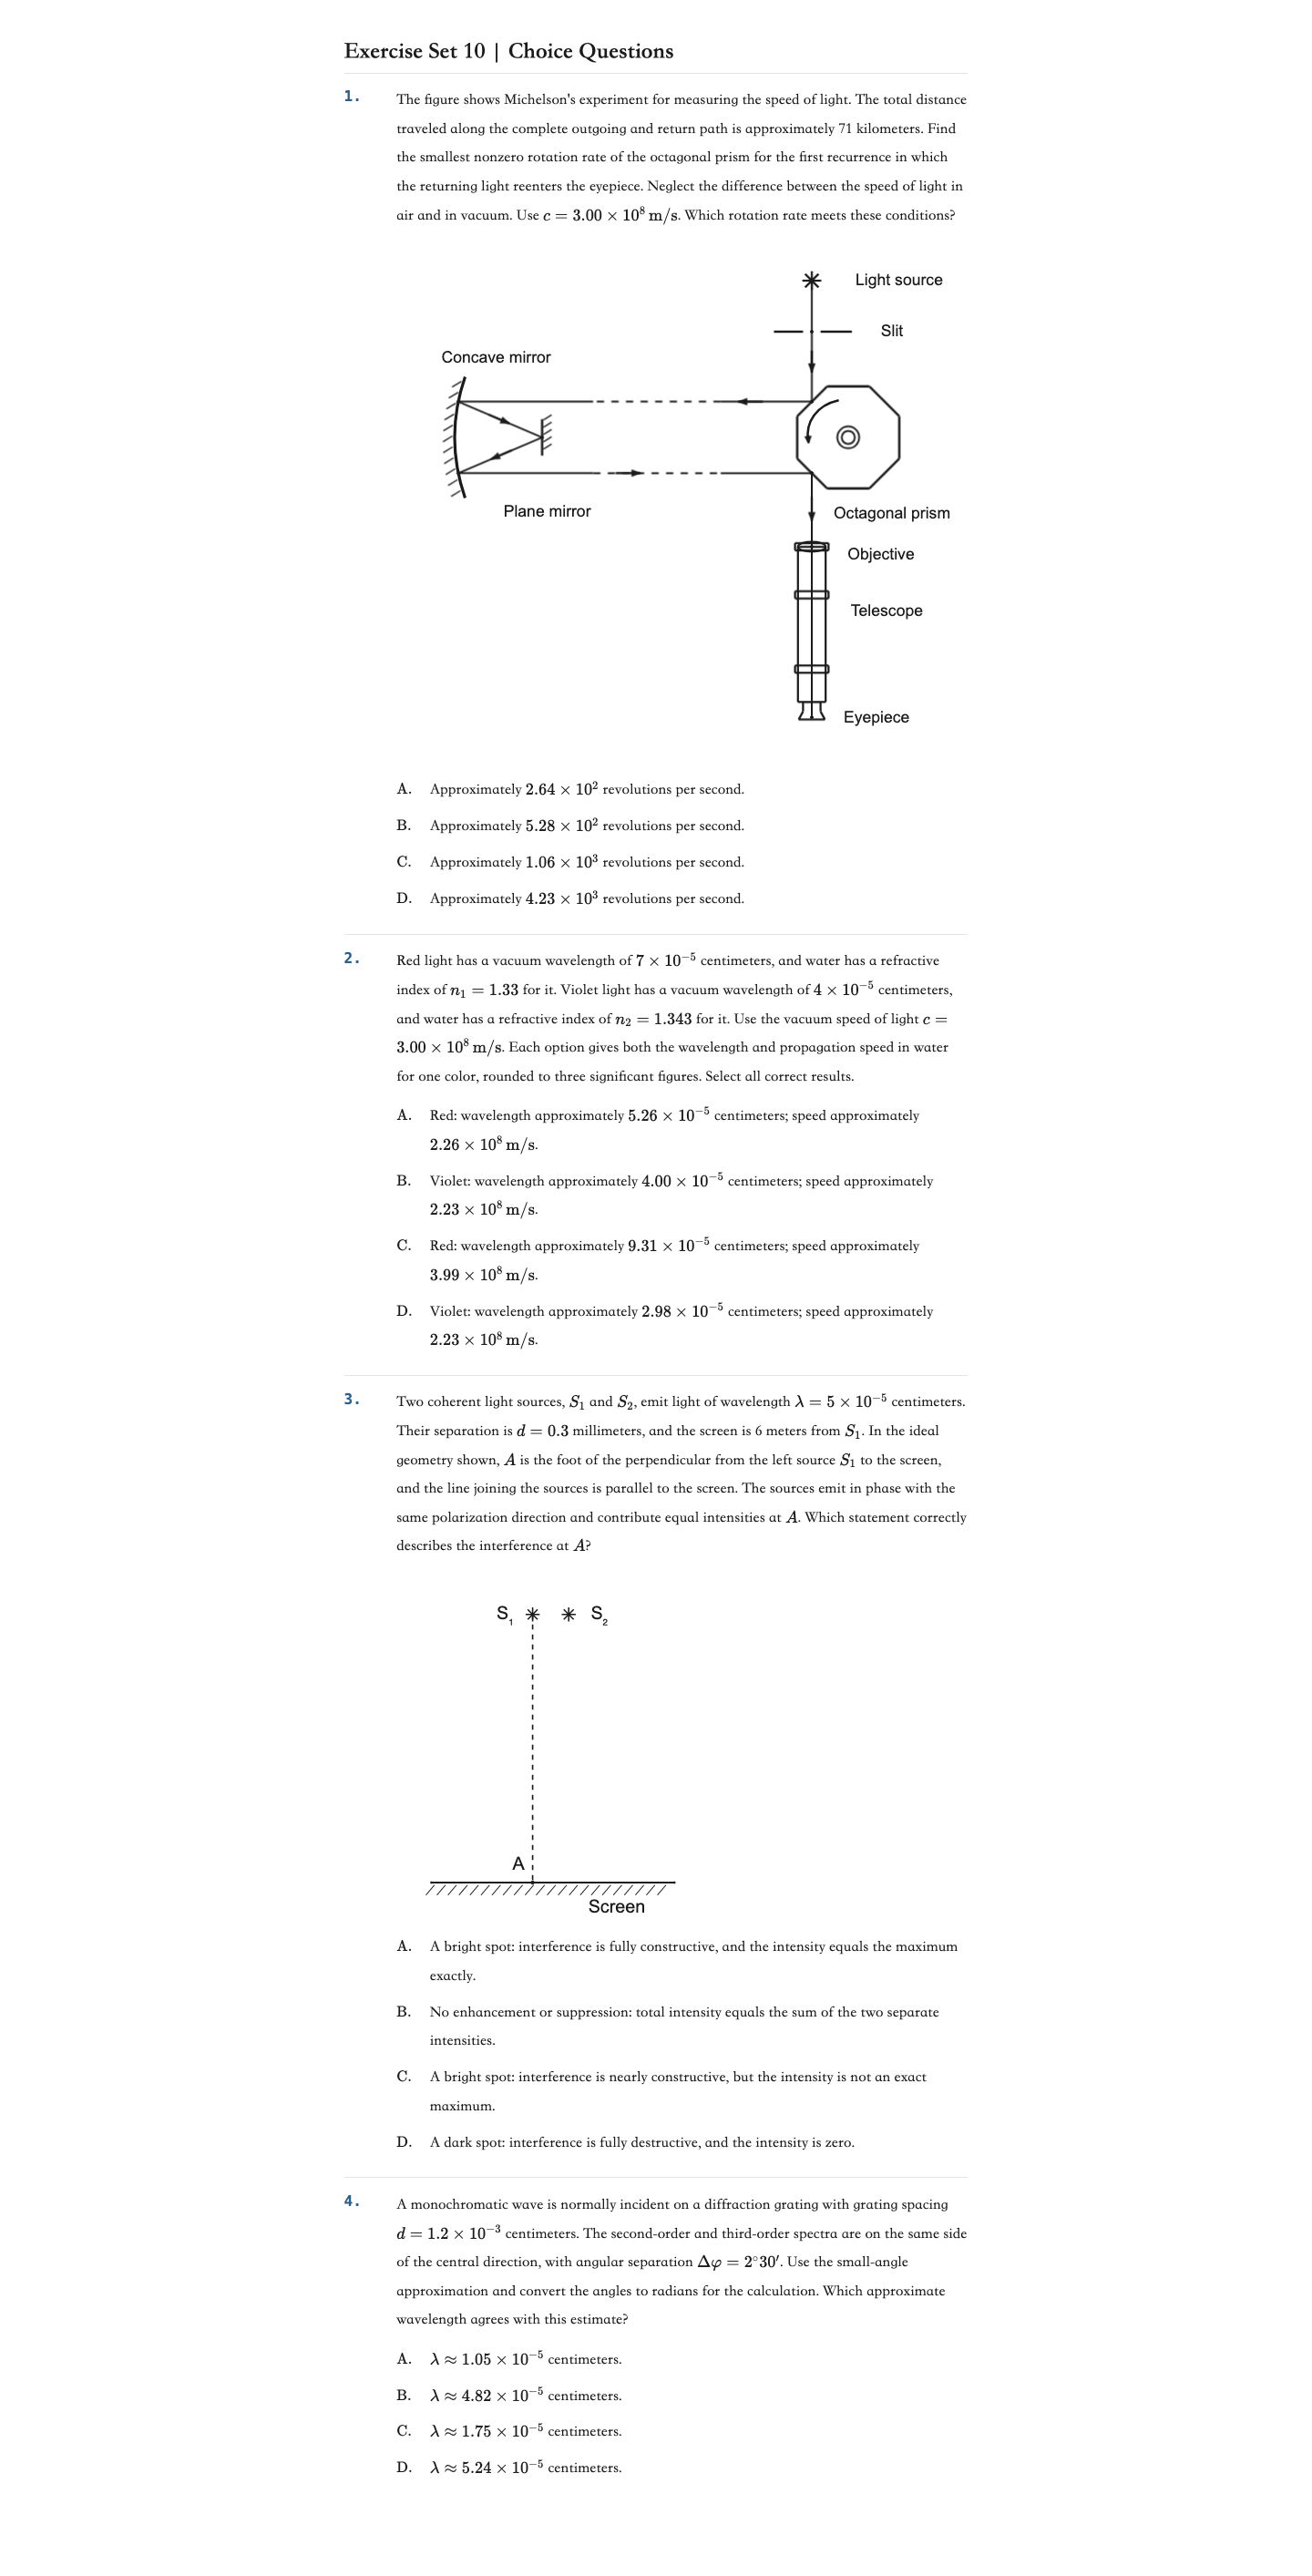 Exercise Set 10 | Choice Questions
1. The figure shows Michelson's experiment for measuring the speed of light. The total distance
traveled along the complete outgoing and return path is approximately 71 kilometers. Find
the smallest nonzero rotation rate of the octagonal prism for the first recurrence in which
the returning light reenters the eyepiece. Neglect the difference between the speed of light in
air and in vacuum. Use c = 3.00 × 10⁸ m/s. Which rotation rate meets these conditions?
Light source
Slit
Concave mirror
Plane mirror
Octagonal prism
Objective
Telescope
Eyepiece
A. Approximately 2.64 × 10² revolutions per second.
B. Approximately 5.28 × 10² revolutions per second.
C. Approximately 1.06 × 10³ revolutions per second.
D. Approximately 4.23 × 10³ revolutions per second.
2. Red light has a vacuum wavelength of 7 × 10⁻⁵ centimeters, and water has a refractive
index of n₁ = 1.33 for it. Violet light has a vacuum wavelength of 4 × 10⁻⁵ centimeters,
and water has a refractive index of n₂ = 1.343 for it. Use the vacuum speed of light c =
3.00 × 10⁸ m/s. Each option gives both the wavelength and propagation speed in water
for one color, rounded to three significant figures. Select all correct results.
A. Red: wavelength approximately 5.26 × 10⁻⁵ centimeters; speed approximately
2.26 × 10⁸ m/s.
B. Violet: wavelength approximately 4.00 × 10⁻⁵ centimeters; speed approximately
2.23 × 10⁸ m/s.
C. Red: wavelength approximately 9.31 × 10⁻⁵ centimeters; speed approximately
3.99 × 10⁸ m/s.
D. Violet: wavelength approximately 2.98 × 10⁻⁵ centimeters; speed approximately
2.23 × 10⁸ m/s.
3. Two coherent light sources, S₁ and S₂, emit light of wavelength λ = 5 × 10⁻⁵ centimeters.
Their separation is d = 0.3 millimeters, and the screen is 6 meters from S₁. In the ideal
geometry shown, A is the foot of the perpendicular from the left source S₁ to the screen,
and the line joining the sources is parallel to the screen. The sources emit in phase with the
same polarization direction and contribute equal intensities at A. Which statement correctly
describes the interference at A?
S₁ S₂
A
Screen
A. A bright spot: interference is fully constructive, and the intensity equals the maximum
exactly.
B. No enhancement or suppression: total intensity equals the sum of the two separate
intensities.
C. A bright spot: interference is nearly constructive, but the intensity is not an exact
maximum.
D. A dark spot: interference is fully destructive, and the intensity is zero.
4. A monochromatic wave is normally incident on a diffraction grating with grating spacing
d = 1.2 × 10⁻³ centimeters. The second-order and third-order spectra are on the same side
of the central direction, with angular separation Δφ = 2°30′. Use the small-angle
approximation and convert the angles to radians for the calculation. Which approximate
wavelength agrees with this estimate?
A. λ ≈ 1.05 × 10⁻⁵ centimeters.
B. λ ≈ 4.82 × 10⁻⁵ centimeters.
C. λ ≈ 1.75 × 10⁻⁵ centimeters.
D. λ ≈ 5.24 × 10⁻⁵ centimeters.